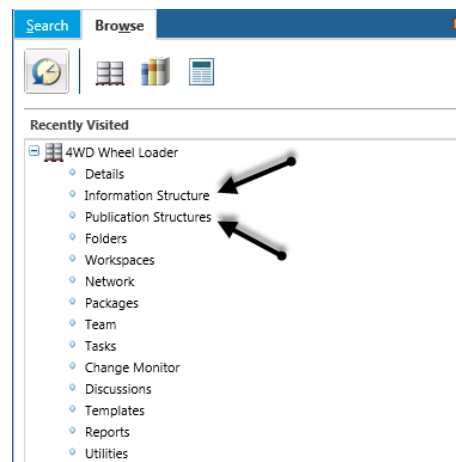 Search Browse
Recently Visited
4WD Wheel Loader
Details
Information Structure
Publication Structures
Folders
Workspaces
Network
Packages
Team
Tasks
Change Monitor
Discussions
Templates
Reports
Utilities